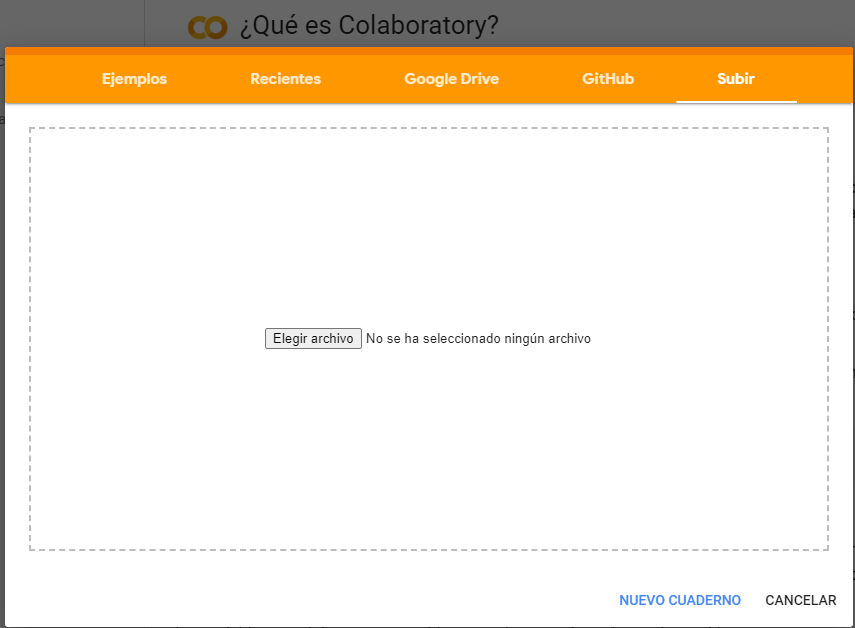 ¿Qué es Colaboratory?
Ejemplos Recientes Google Drive GitHub Subir
Elegir archivo No se ha seleccionado ningún archivo
NUEVO CUADERNO CANCELAR